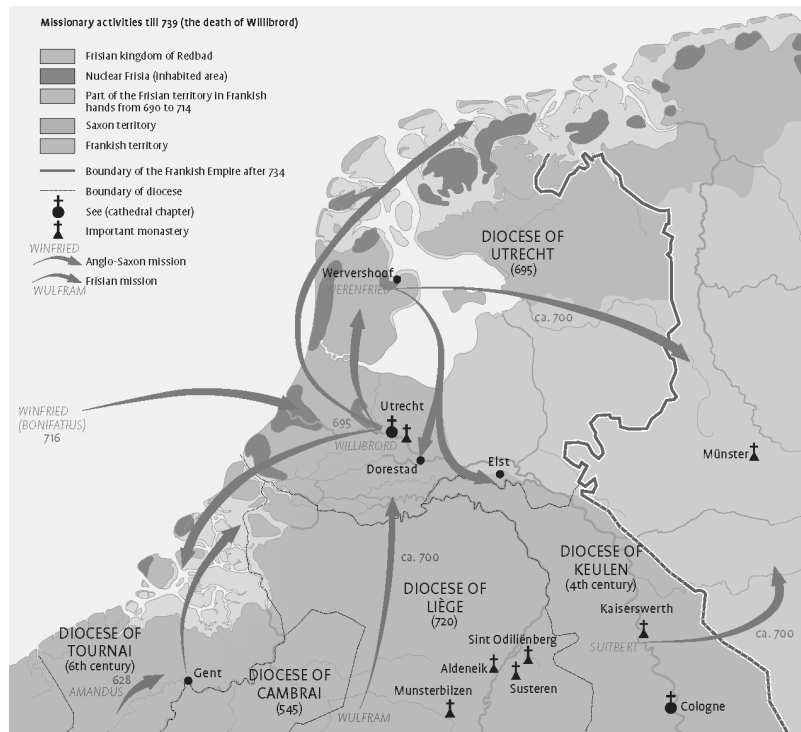 Missionary activities till 739 (the death of Willibrord)
Frisian kingdom of Redbad
Nuclear Frisia (inhabited area)
Part of the Frisian territory in Frankish
hands from 690 to 714
Saxon territory
Frankish territory
Boundary of the Frankish Empire after 734
Boundary of diocese
See (cathedral chapter)
Important monastery
WINFRIED
Anglo-Saxon mission
Frisian mission
WULFRAM
DIOCESE OF
UTRECHT
(695)
Wervershoof
WERENFRIED
ca. 700
WINFRIED
(BONIFATIUS)
716
695
Utrecht
WILLIBRORD
Dorestad
Elst
Münster
ca. 700
DIOCESE OF
KEULEN
(4th century)
DIOCESE OF
LIÈGE
(720)
Kaiserswerth
SUITBERT
ca. 700
DIOCESE OF
TOURNAI
(6th century)
628
AMANDUS
Gent
DIOCESE OF
CAMBRAI
(545)
WULFRAM
Sint Odiliënberg
Aldeneik
Susteren
Munsterbilzen
Cologne